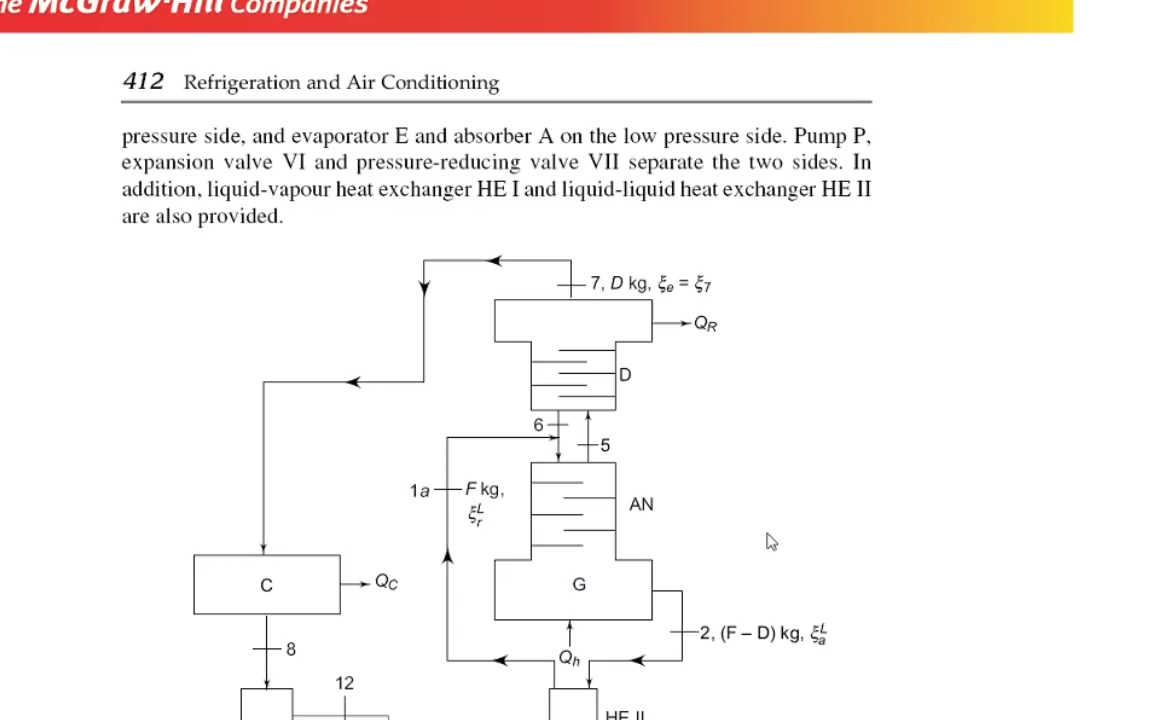 he McGraw-Hill Companies
412 Refrigeration and Air Conditioning
pressure side, and evaporator E and absorber A on the low pressure side. Pump P,
expansion valve VI and pressure-reducing valve VII separate the two sides. In
addition, liquid-vapour heat exchanger HE I and liquid-liquid heat exchanger HE II
are also provided.
7, D kg, ξe = ξ7
QR
D
6
5
1a
F kg,
ξrL
AN
C
QC
G
2, (F – D) kg, ξaL
8
Qh
12
HE II